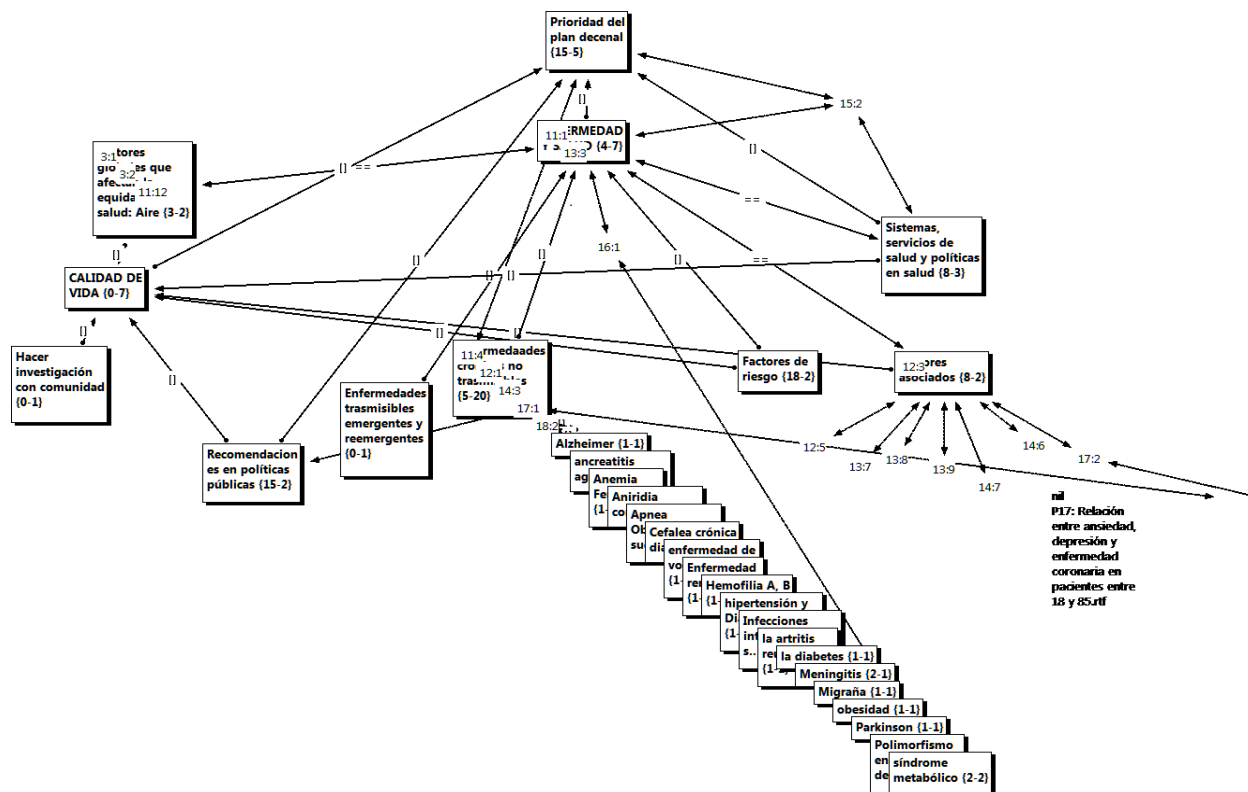 Prioridad del
plan decenal
{15-5}
[]
15:2
11:1
{4-7}
13:3
[]
3:1
3:2
11:12
que
equida
salud: Aire {3-2}
[] ==
==
16:1
Sistemas,
servicios de
salud y políticas
en salud {8-3}
[]
[]
[]
[]
==
CALIDAD DE
VIDA {0-7}
[]
[]
[]
[]
[]
Hacer
investigación
con comunidad
{0-1}
[]
11:4
12:1
14:3
17:1
18:2
no
{5-20}
Factores de
riesgo {18-2}
12:3
asociados {8-2}
Enfermedades
trasmisibles
emergentes y
reemergentes
{0-1}
Recomendacion
es en políticas
públicas {15-2}
12:5
13:7
13:8
13:9
14:7
14:6
17:2
Alzheimer {1-1}
ancreatitis
Anemia
Aniridia
Apnea
Cefalea crónica
enfermedad de
Enfermedad
Hemofilia A, B
hipertensión y
Infecciones
la artritis
la diabetes {1-1}
Meningitis {2-1}
Migraña {1-1}
obesidad {1-1}
Parkinson {1-1}
Polimorfismo
en
de
síndrome
metabólico {2-2}
nil
P17: Relación
entre ansiedad,
depresión y
enfermedad
coronaria en
pacientes entre
18 y 85.rtf